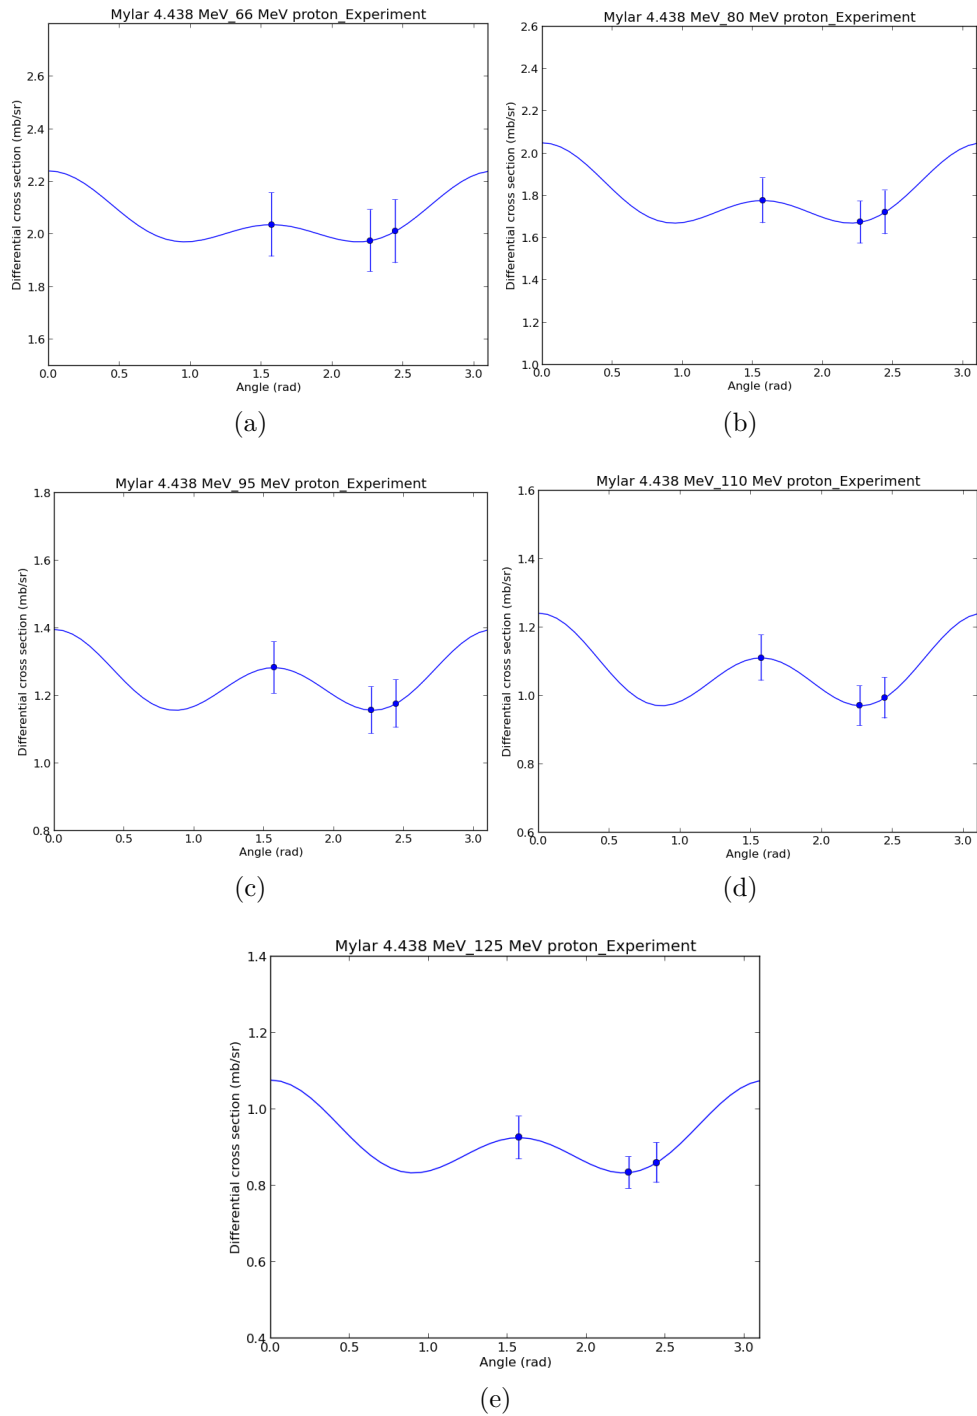 Mylar 4.438 MeV_66 MeV proton_Experiment
Differential cross section (mb/sr)
2.6
2.4
2.2
2.0
1.8
1.6
0.0 0.5 1.0 1.5 2.0 2.5 3.0
Angle (rad)
(a)
Mylar 4.438 MeV_80 MeV proton_Experiment
Differential cross section (mb/sr)
2.6
2.4
2.2
2.0
1.8
1.6
1.4
1.2
1.0
0.0 0.5 1.0 1.5 2.0 2.5 3.0
Angle (rad)
(b)
Mylar 4.438 MeV_95 MeV proton_Experiment
Differential cross section (mb/sr)
1.8
1.6
1.4
1.2
1.0
0.8
0.0 0.5 1.0 1.5 2.0 2.5 3.0
Angle (rad)
(c)
Mylar 4.438 MeV_110 MeV proton_Experiment
Differential cross section (mb/sr)
1.6
1.4
1.2
1.0
0.8
0.6
0.0 0.5 1.0 1.5 2.0 2.5 3.0
Angle (rad)
(d)
Mylar 4.438 MeV_125 MeV proton_Experiment
Differential cross section (mb/sr)
1.4
1.2
1.0
0.8
0.6
0.4
0.0 0.5 1.0 1.5 2.0 2.5 3.0
Angle (rad)
(e)